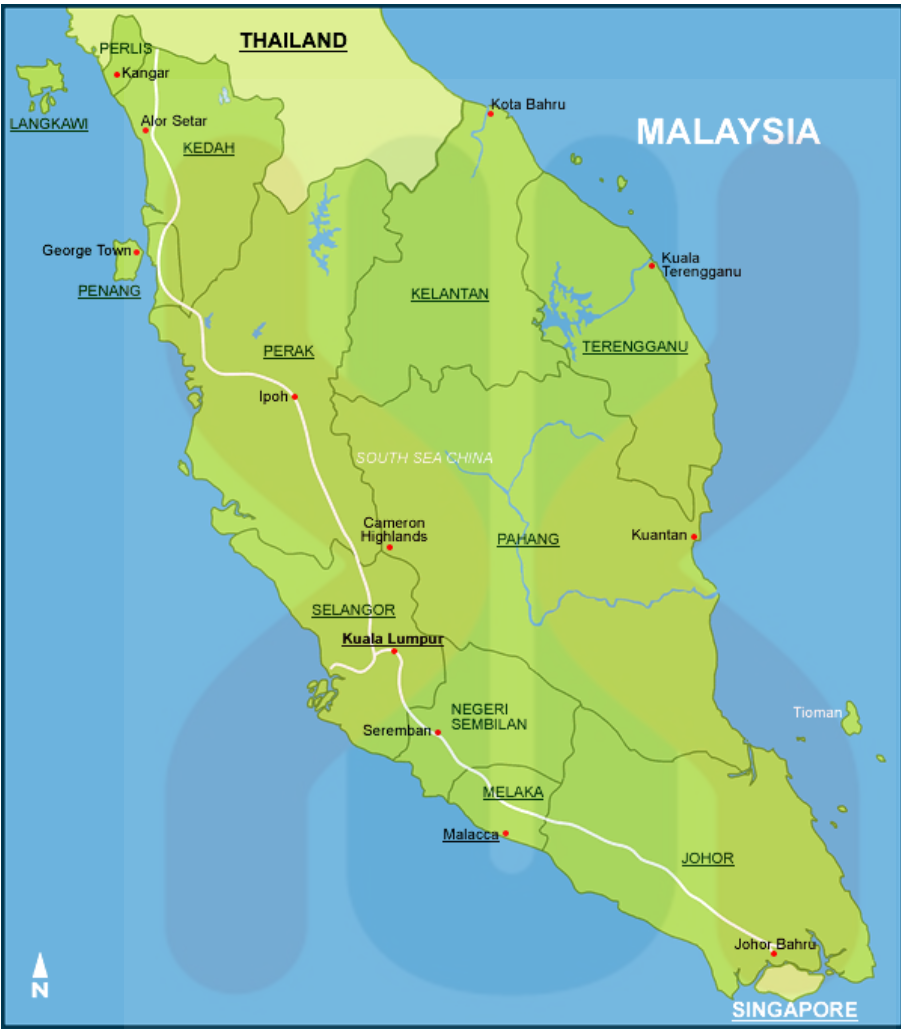 THAILAND
PERLIS
Kangar
Kota Bahru
LANGKAWI
Alor Setar
KEDAH
MALAYSIA
George Town
PENANG
Kuala
Terengganu
KELANTAN
TERENGGANU
PERAK
Ipoh
SOUTH SEA CHINA
Cameron
Highlands
PAHANG
Kuantan
SELANGOR
Kuala Lumpur
NEGERI
SEMBILAN
Seremban
Tioman
MELAKA
Malacca
JOHOR
Johor Bahru
N
SINGAPORE